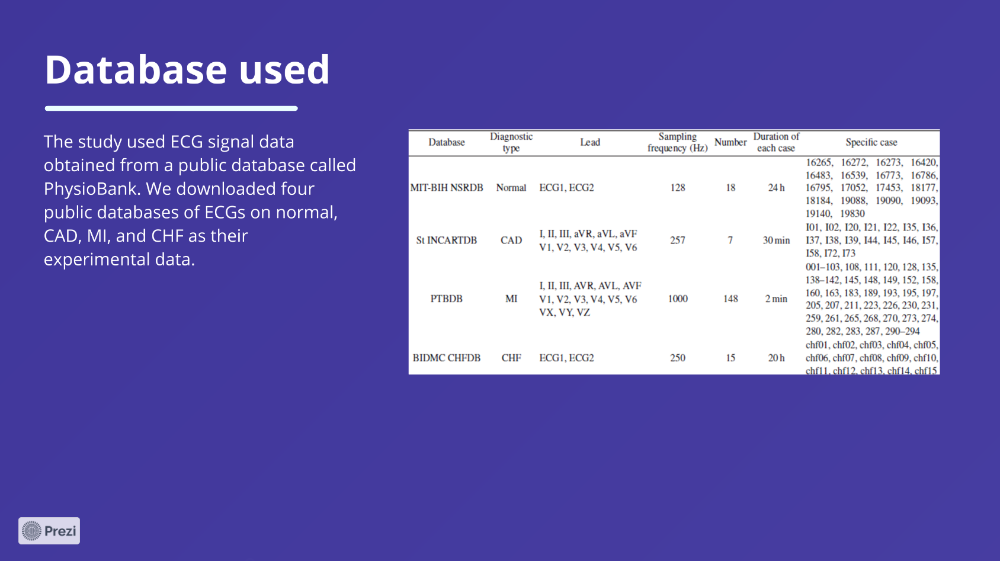 Database used
The study used ECG signal data
obtained from a public database called
PhysioBank. We downloaded four
public databases of ECGs on normal,
CAD, MI, and CHF as their
experimental data.
Database Diagnostic type Lead Sampling frequency (Hz) Number Duration of each case Specific case
MIT-BIH NSRDB Normal ECG1, ECG2 128 18 24 h
16265, 16272, 16273, 16420,
16483, 16539, 16773, 16786,
16795, 17052, 17453, 18177,
18184, 19088, 19090, 19093,
19140, 19830
St INCARTDB CAD
I, II, III, aVR, aVL, aVF
V1, V2, V3, V4, V5, V6
257 7 30 min
I01, I02, I20, I21, I22, I35, I36,
I37, I38, I39, I44, I45, I46, I57,
I58, I72, I73
PTBDB MI
I, II, III, AVR, AVL, AVF
V1, V2, V3, V4, V5, V6
VX, VY, VZ
1000 148 2 min
001–103, 108, 111, 120, 128, 135,
138–142, 145, 148, 149, 152, 158,
160, 163, 183, 189, 193, 195, 197,
205, 207, 211, 223, 226, 230, 231,
259, 261, 265, 268, 270, 273, 274,
280, 282, 283, 287, 290–294
BIDMC CHFDB CHF ECG1, ECG2 250 15 20 h
chf01, chf02, chf03, chf04, chf05,
chf06, chf07, chf08, chf09, chf10,
chf11, chf12, chf13, chf14, chf15
Prezi